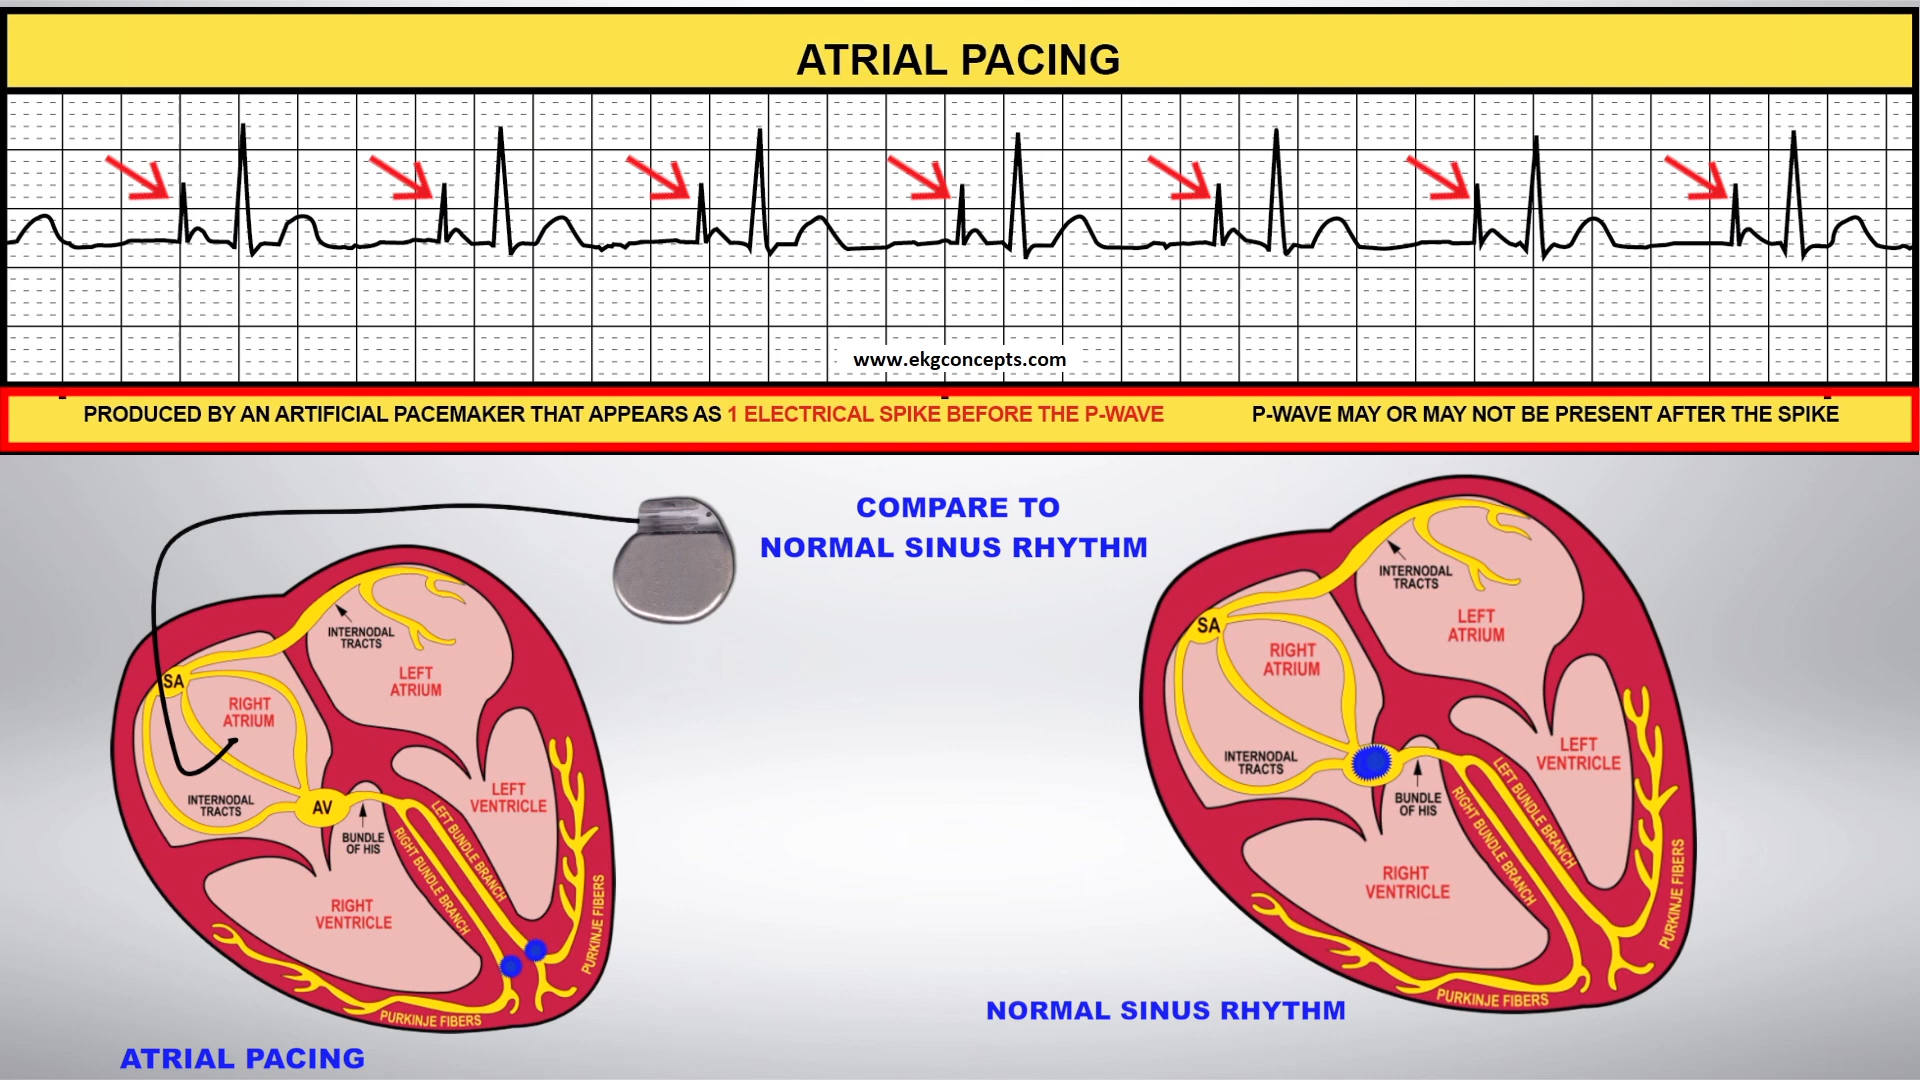 ATRIAL PACING
www.ekgconcepts.com
PRODUCED BY AN ARTIFICIAL PACEMAKER THAT APPEARS AS 1 ELECTRICAL SPIKE BEFORE THE P-WAVE
P-WAVE MAY OR MAY NOT BE PRESENT AFTER THE SPIKE
COMPARE TO
NORMAL SINUS RHYTHM
INTERNODAL
TRACTS
LEFT
ATRIUM
SA
RIGHT
ATRIUM
INTERNODAL
TRACTS
AV
BUNDLE
OF HIS
LEFT
VENTRICLE
LEFT BUNDLE BRANCH
RIGHT BUNDLE BRANCH
RIGHT
VENTRICLE
PURKINJE FIBERS
PURKINJE FIBERS
ATRIAL PACING
INTERNODAL
TRACTS
LEFT
ATRIUM
SA
RIGHT
ATRIUM
INTERNODAL
TRACTS
BUNDLE
OF HIS
LEFT
VENTRICLE
LEFT BUNDLE BRANCH
RIGHT BUNDLE BRANCH
RIGHT
VENTRICLE
PURKINJE FIBERS
PURKINJE FIBERS
NORMAL SINUS RHYTHM